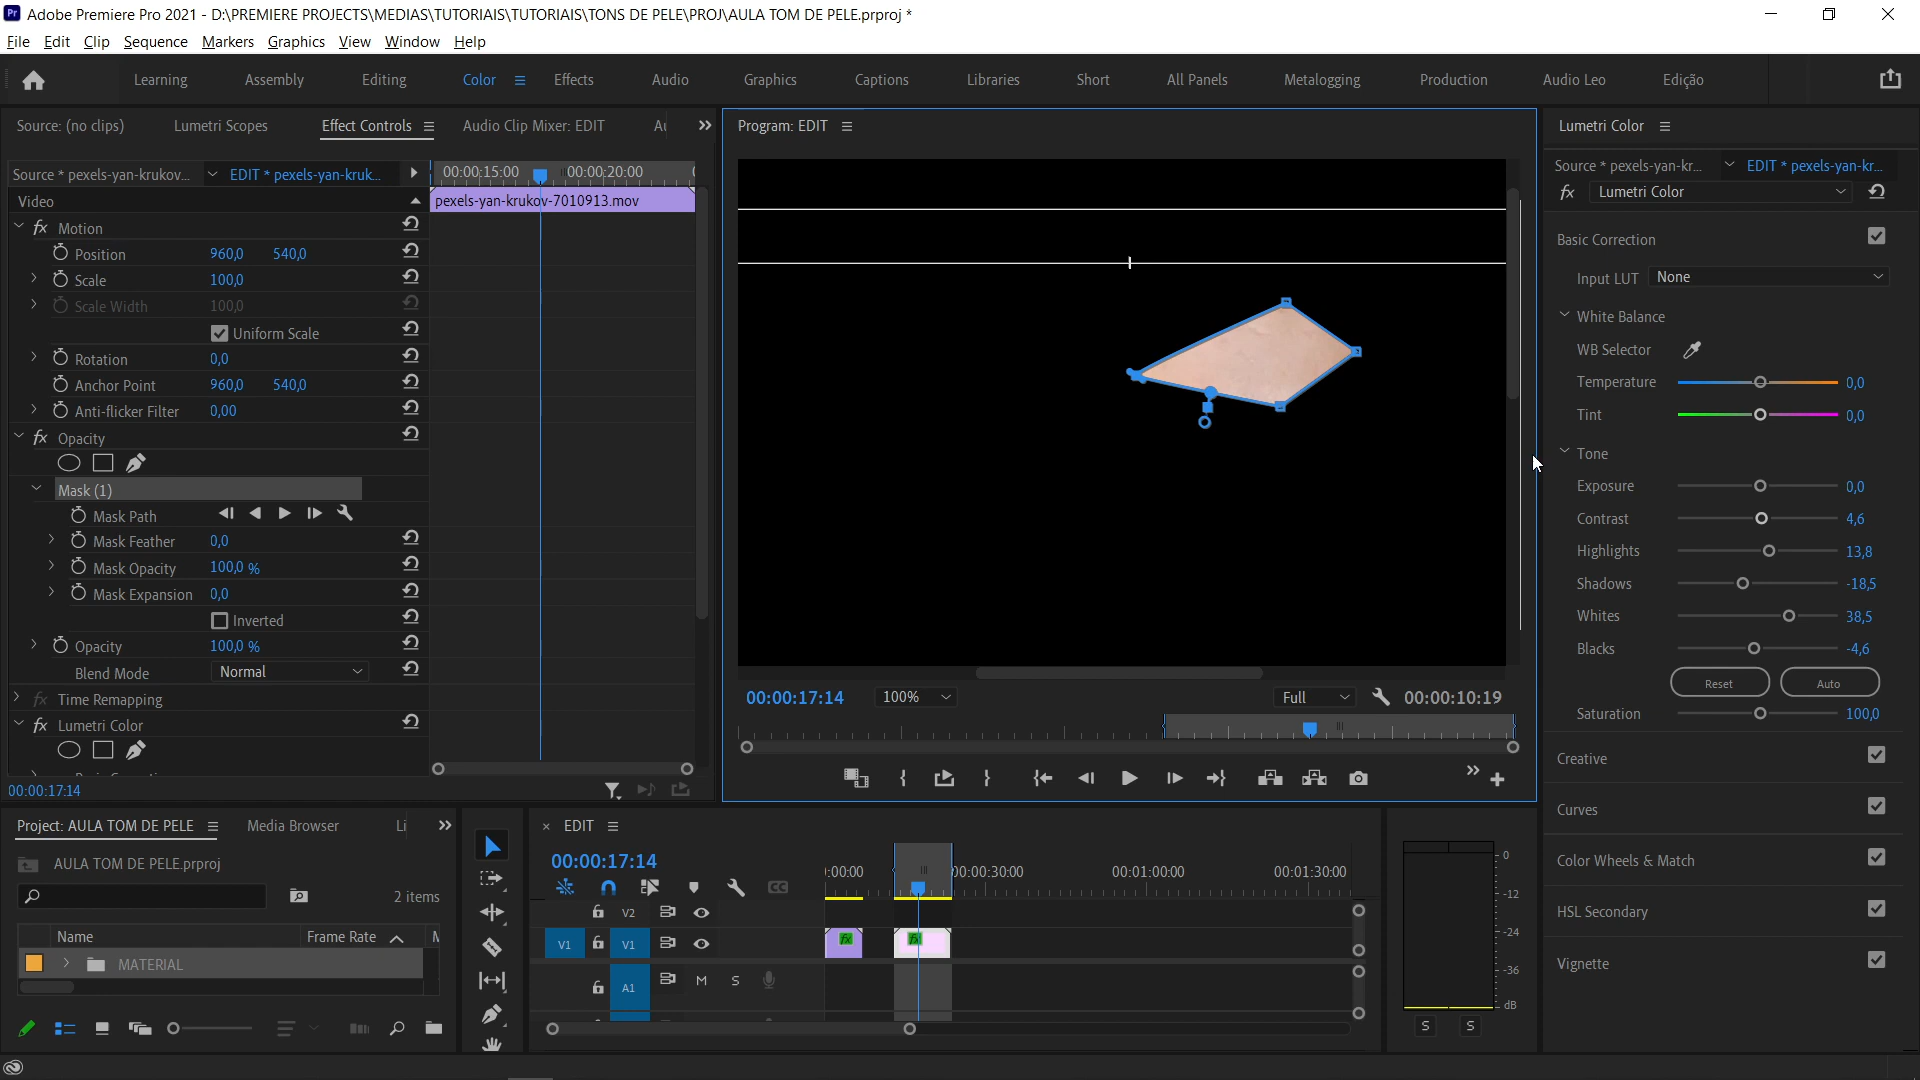 Pr Adobe Premiere Pro 2021 - D:\PREMIERE PROJECTS\MEDIAS\TUTORIAIS\TUTORIAIS\TONS DE PELE\PROJ\AULA TOM DE PELE.prproj *
File Edit Clip Sequence Markers Graphics View Window Help
Learning Assembly Editing Color Effects Audio Graphics Captions Libraries Short All Panels Metalogging Production Audio Leo Edição
Source: (no clips) Lumetri Scopes Effect Controls Audio Clip Mixer: EDIT Au
Source * pexels-yan-krukov... EDIT * pexels-yan-kruk...
00:00:15:00 00:00:20:00
Video
pexels-yan-krukov-7010913.mov
fx Motion
Position 960,0 540,0
Scale 100,0
Scale Width 100,0
Uniform Scale
Rotation 0,0
Anchor Point 960,0 540,0
Anti-flicker Filter 0,00
fx Opacity
Mask (1)
Mask Path
Mask Feather 0,0
Mask Opacity 100,0 %
Mask Expansion 0,0
Inverted
Opacity 100,0 %
Blend Mode Normal
fx Time Remapping
fx Lumetri Color
00:00:17:14
Program: EDIT
00:00:17:14 100% Full 00:00:10:19
Lumetri Color
Source * pexels-yan-kr... EDIT * pexels-yan-kr...
fx Lumetri Color
Basic Correction
Input LUT None
White Balance
WB Selector
Temperature 0,0
Tint 0,0
Tone
Exposure 0,0
Contrast 4,6
Highlights 13,8
Shadows -18,5
Whites 38,5
Blacks -4,6
Reset Auto
Saturation 100,0
Creative
Curves
Color Wheels & Match
HSL Secondary
Vignette
Project: AULA TOM DE PELE Media Browser Li
AULA TOM DE PELE.prproj
2 items
Name Frame Rate M
MATERIAL
× EDIT
00:00:17:14
:00:00 00:00:30:00 00:01:00:00 00:01:30:00
V2
V1 V1 fx fx
A1 M S
0
-12
-24
-36
dB
S S